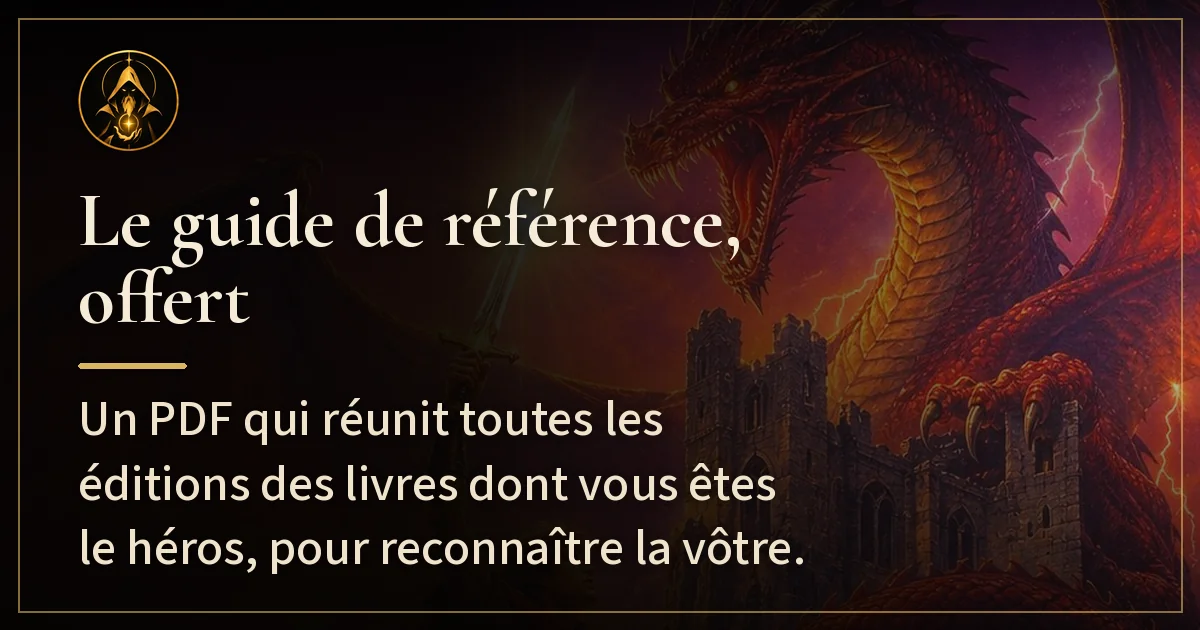 Le guide de référence,
offert
Un PDF qui réunit toutes les
éditions des livres dont vous êtes
le héros, pour reconnaître la vôtre.